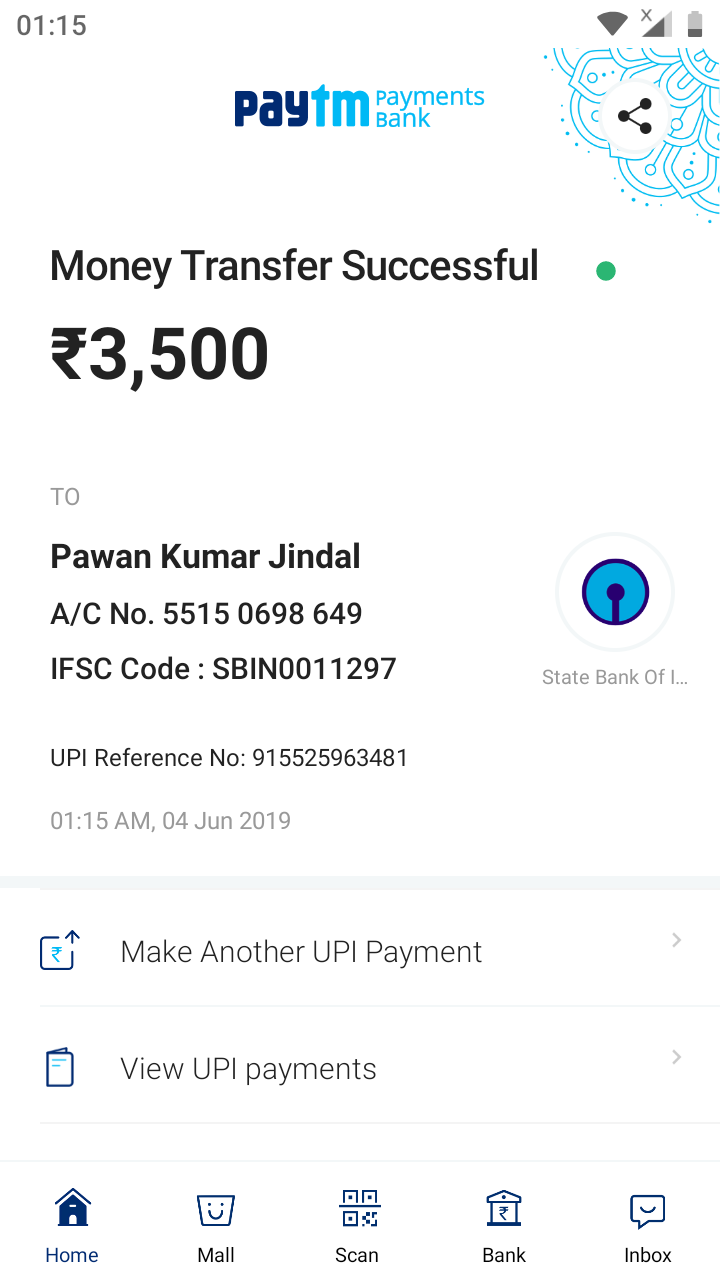 01:15
X
paytm Payments Bank
Money Transfer Successful
₹3,500
TO
Pawan Kumar Jindal
A/C No. 5515 0698 649
IFSC Code : SBIN0011297
State Bank Of I...
UPI Reference No: 915525963481
01:15 AM, 04 Jun 2019
₹
Make Another UPI Payment
View UPI payments
₹
Home
Mall
Scan
Bank
Inbox